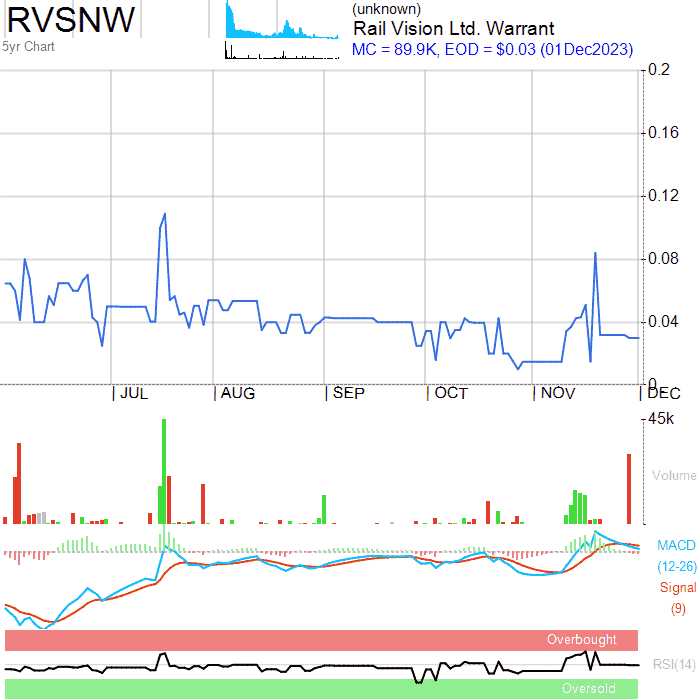 RVSNW
5yr Chart
(unknown)
Rail Vision Ltd. Warrant
MC = 89.9K, EOD = $0.03 (01Dec2023)
0.2
0.16
0.12
0.08
0.04
0
| JUL | AUG | SEP | OCT | NOV | DEC
45k
Volume
MACD
(12-26)
Signal
(9)
Overbought
RSI(14)
Oversold